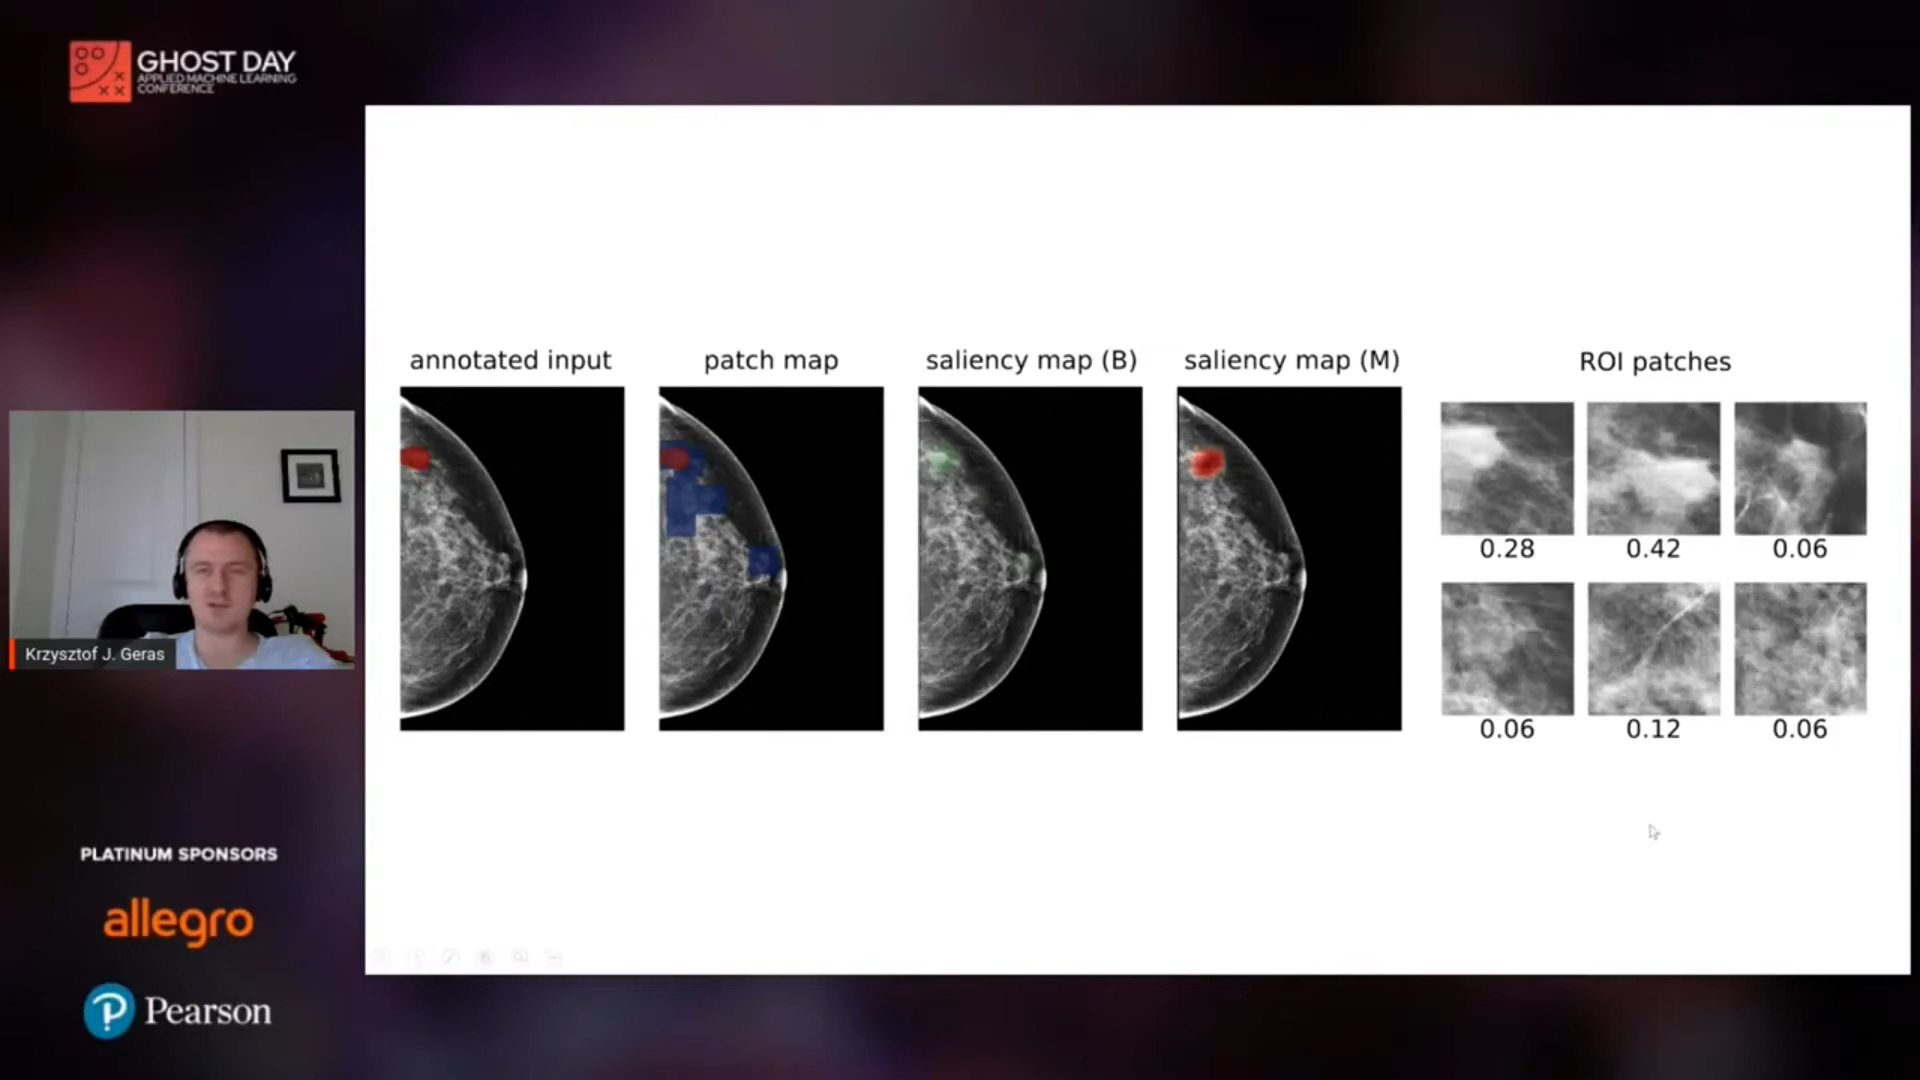 GHOST DAY
APPLIED MACHINE LEARNING
CONFERENCE
annotated input
patch map
saliency map (B)
saliency map (M)
ROI patches
0.28
0.42
0.06
0.06
0.12
0.06
Krzysztof J. Geras
PLATINUM SPONSORS
allegro
Pearson